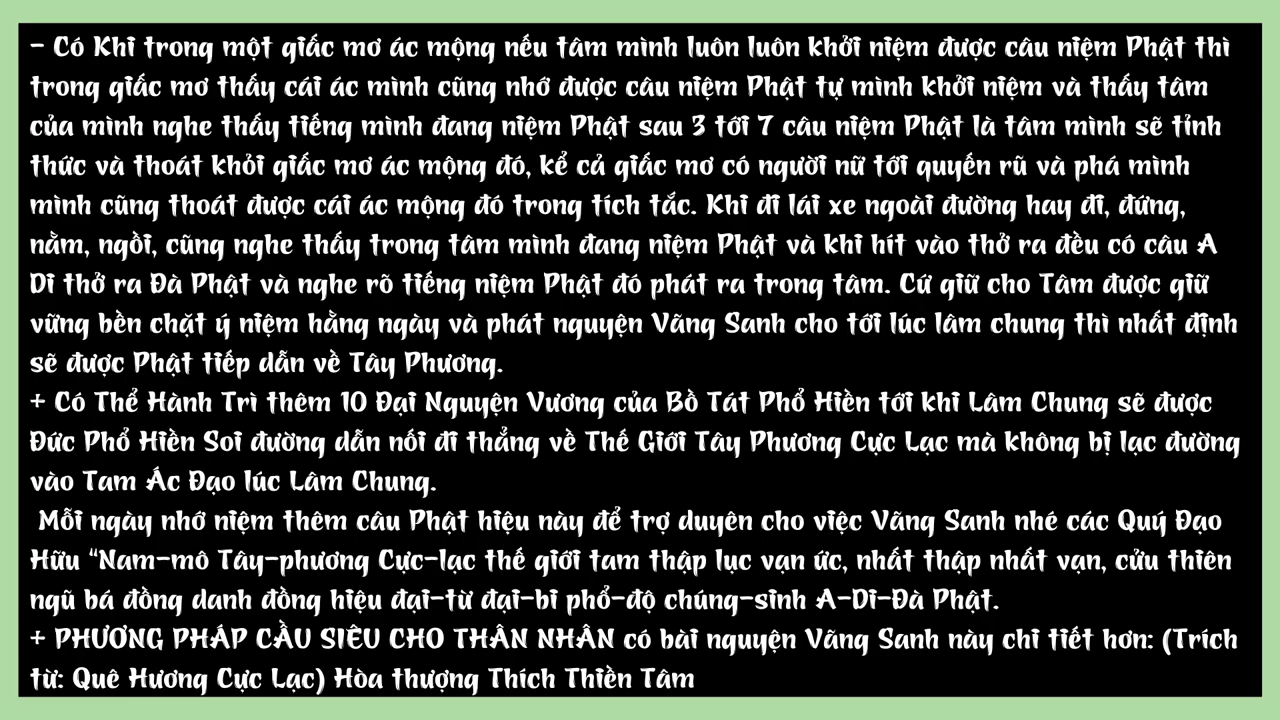 - Có Khi trong một giấc mơ ác mộng nếu tâm mình luôn luôn khởi niệm được câu niệm Phật thì
trong giấc mơ thấy cái ác mình cũng nhớ được câu niệm Phật tự mình khởi niệm và thấy tâm
của mình nghe thấy tiếng mình đang niệm Phật sau 3 tới 7 câu niệm Phật là tâm mình sẽ tỉnh
thức và thoát khỏi giấc mơ ác mộng đó, kể cả giấc mơ có người nữ tới quyến rũ và phá mình
mình cũng thoát được cái ác mộng đó trong tích tắc. Khi đi lái xe ngoài đường hay đi, đứng,
nằm, ngồi, cũng nghe thấy trong tâm mình đang niệm Phật và khi hít vào thở ra đều có câu A
Di thở ra Đà Phật và nghe rõ tiếng niệm Phật đó phát ra trong tâm. Cứ giữ cho Tâm được giữ
vững bền chặt ý niệm hằng ngày và phát nguyện Vãng Sanh cho tới lúc lâm chung thì nhất định
sẽ được Phật tiếp dẫn về Tây Phương.
+ Có Thể Hành Trì thêm 10 Đại Nguyện Vương của Bồ Tát Phổ Hiền tới khi Lâm Chung sẽ được
Đức Phổ Hiền Soi đường dẫn nối đi thẳng về Thế Giới Tây Phương Cực Lạc mà không bị lạc đường
vào Tam Ác Đạo lúc Lâm Chung.
Mỗi ngày nhớ niệm thêm câu Phật hiệu này để trợ duyên cho việc Vãng Sanh nhé các Quý Đạo
Hữu "Nam-mô Tây-phương Cực-lạc thế giới tam thập lục vạn ức, nhất thập nhất vạn, cửu thiên
ngũ bá đồng danh đồng hiệu đại-từ đại-bi phổ-độ chúng-sinh A-Di-Đà Phật.
+ PHƯƠNG PHÁP CẦU SIÊU CHO THÂN NHÂN có bài nguyện Vãng Sanh này chi tiết hơn: (Trích
từ: Quê Hương Cực Lạc) Hòa thượng Thích Thiền Tâm